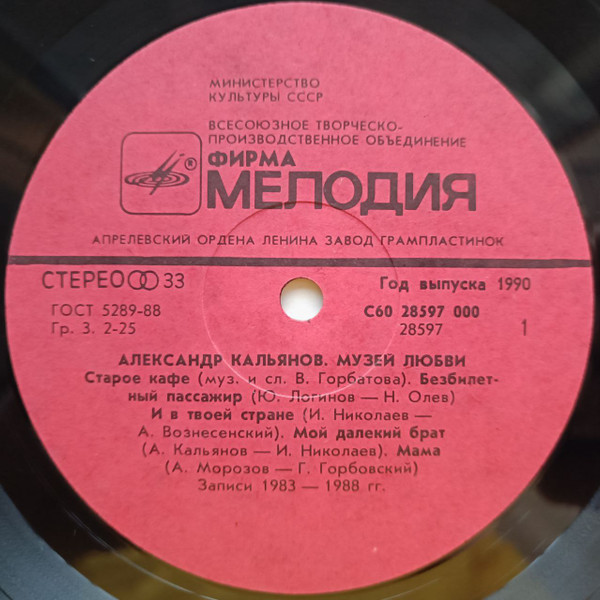 МИНИСТЕРСТВО
КУЛЬТУРЫ СССР
ВСЕСОЮЗНОЕ ТВОРЧЕСКО-
ПРОИЗВОДСТВЕННОЕ ОБЪЕДИНЕНИЕ
®
ФИРМА
МЕЛОДИЯ
АПРЕЛЕВСКИЙ ОРДЕНА ЛЕНИНА ЗАВОД ГРАМПЛАСТИНОК
СТЕРЕО 33
Год выпуска 1990
ГОСТ 5289-88
С60 28597 000
Гр. 3. 2-25
28597
1
АЛЕКСАНДР КАЛЬЯНОВ. МУЗЕЙ ЛЮБВИ
Старое кафе (муз. и сл. В. Горбатова). Безбилет-
ный пассажир (Ю. Логинов — Н. Олев)
И в твоей стране (И. Николаев —
А. Вознесенский). Мой далекий брат
(А. Кальянов — И. Николаев). Мама
(А. Морозов — Г. Горбовский)
Записи 1983 — 1988 гг.